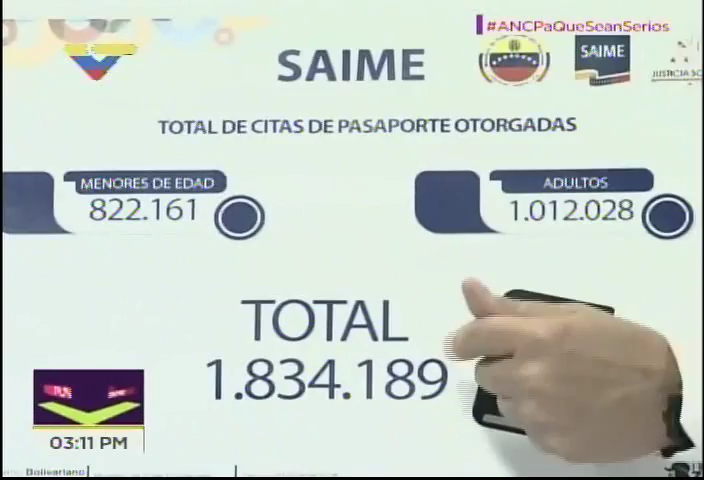 #ANCPaQueSeanSerios
SAIME
SAIME
TOTAL DE CITAS DE PASAPORTE OTORGADAS
MENORES DE EDAD
822.161
ADULTOS
1.012.028
TOTAL
1.834.189
03:11 PM
Bolivariano